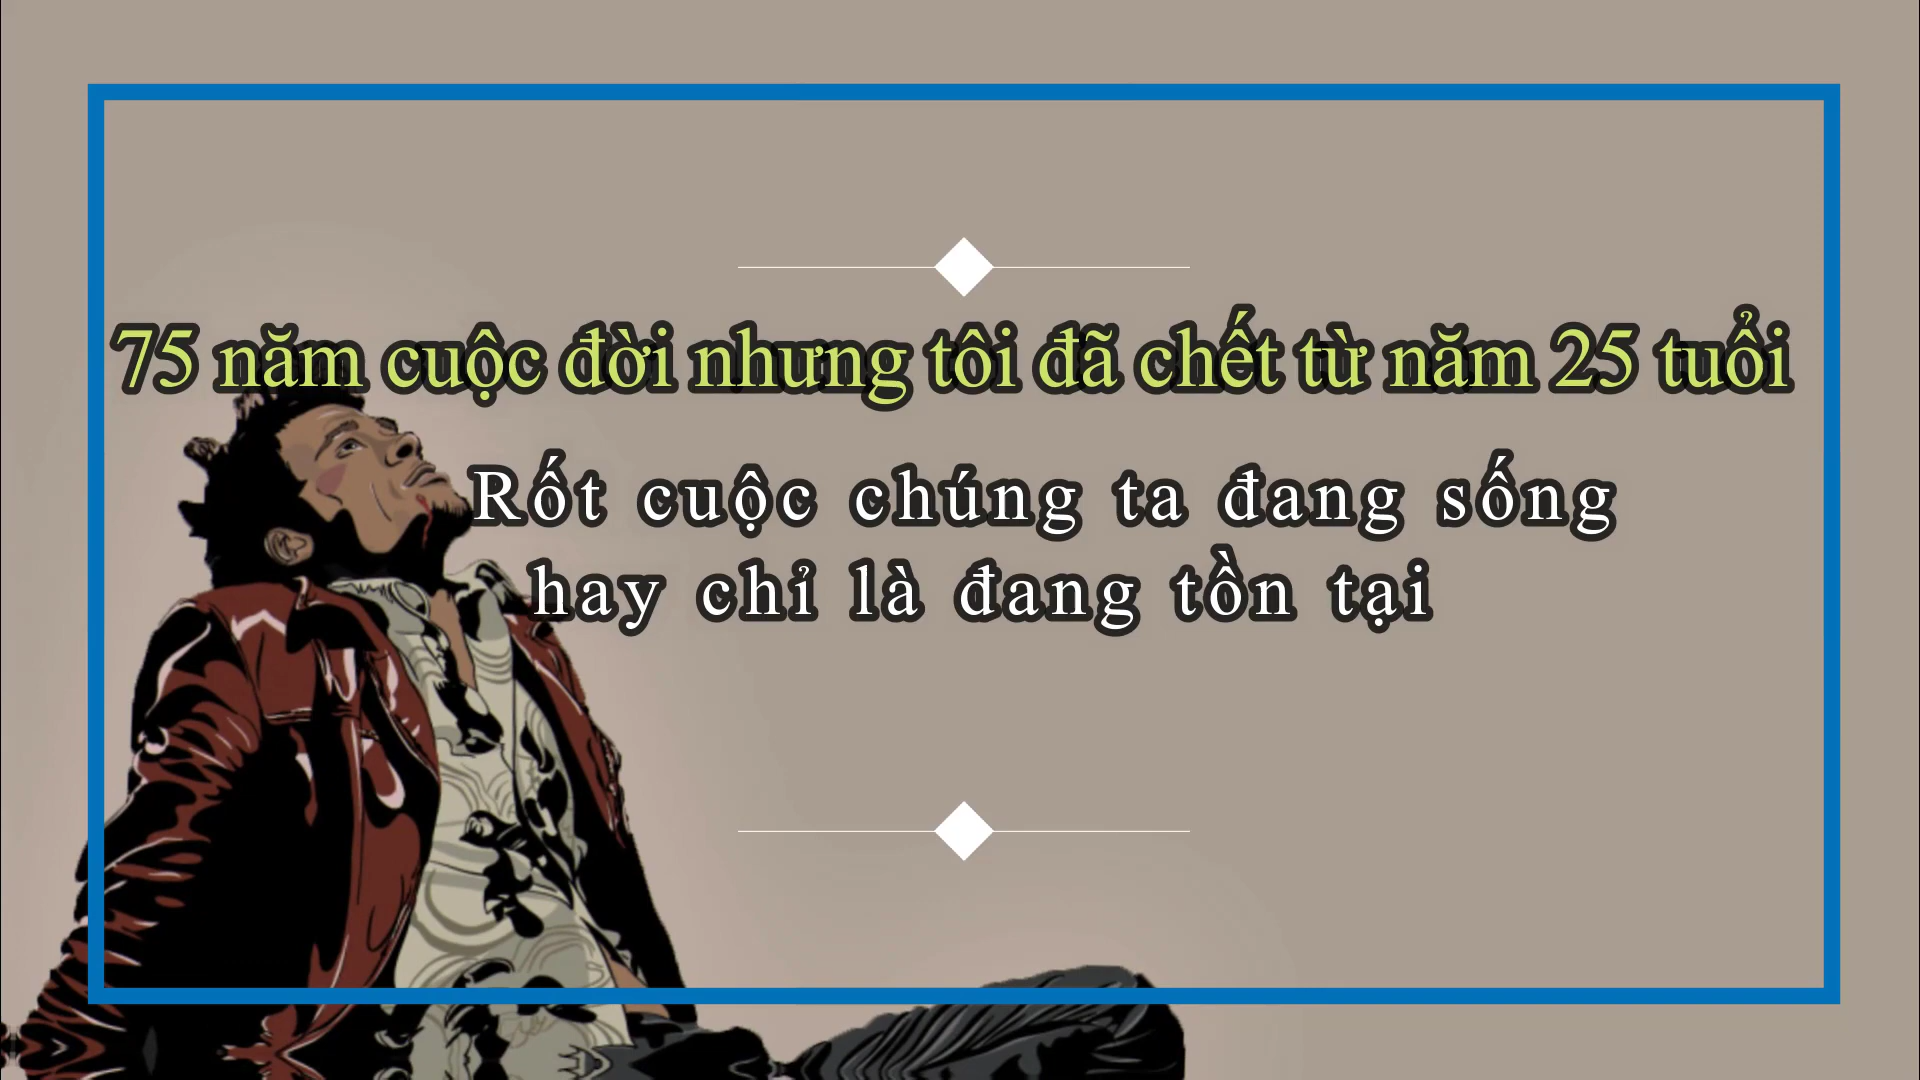 75 năm cuộc đời nhưng tôi đã chết từ năm 25 tuổi
Rốt cuộc chúng ta đang sống
hay chỉ là đang tồn tại